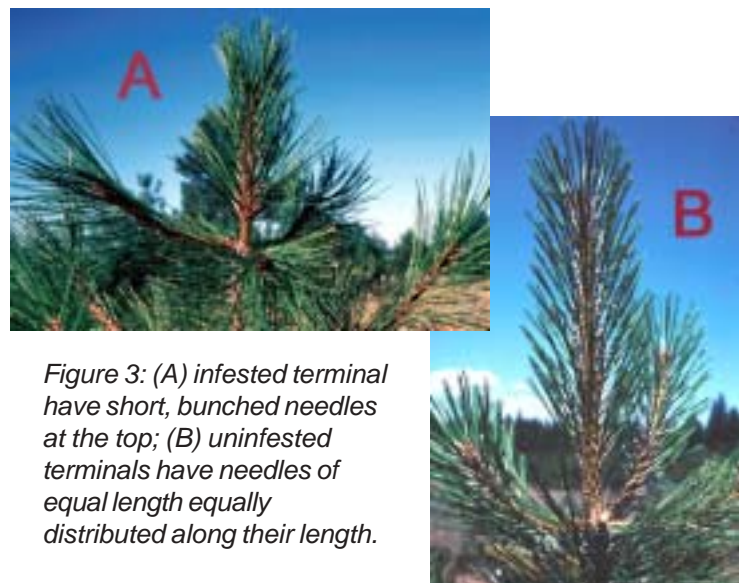 A
B
Figure 3: (A) infested terminal
have short, bunched needles
at the top; (B) uninfested
terminals have needles of
equal length equally
distributed along their length.